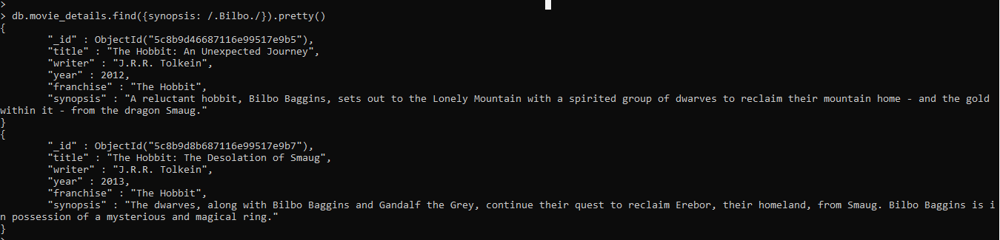 >
> db.movie_details.find({synopsis: /.Bilbo./}).pretty()
{
        "_id" : ObjectId("5c8b9d46687116e99517e9b5"),
        "title" : "The Hobbit: An Unexpected Journey",
        "writer" : "J.R.R. Tolkein",
        "year" : 2012,
        "franchise" : "The Hobbit",
        "synopsis" : "A reluctant hobbit, Bilbo Baggins, sets out to the Lonely Mountain with a spirited group of dwarves to reclaim their mountain home - and the gold
within it - from the dragon Smaug."
}
{
        "_id" : ObjectId("5c8b9d8b687116e99517e9b7"),
        "title" : "The Hobbit: The Desolation of Smaug",
        "writer" : "J.R.R. Tolkein",
        "year" : 2013,
        "franchise" : "The Hobbit",
        "synopsis" : "The dwarves, along with Bilbo Baggins and Gandalf the Grey, continue their quest to reclaim Erebor, their homeland, from Smaug. Bilbo Baggins is i
n possession of a mysterious and magical ring."
}